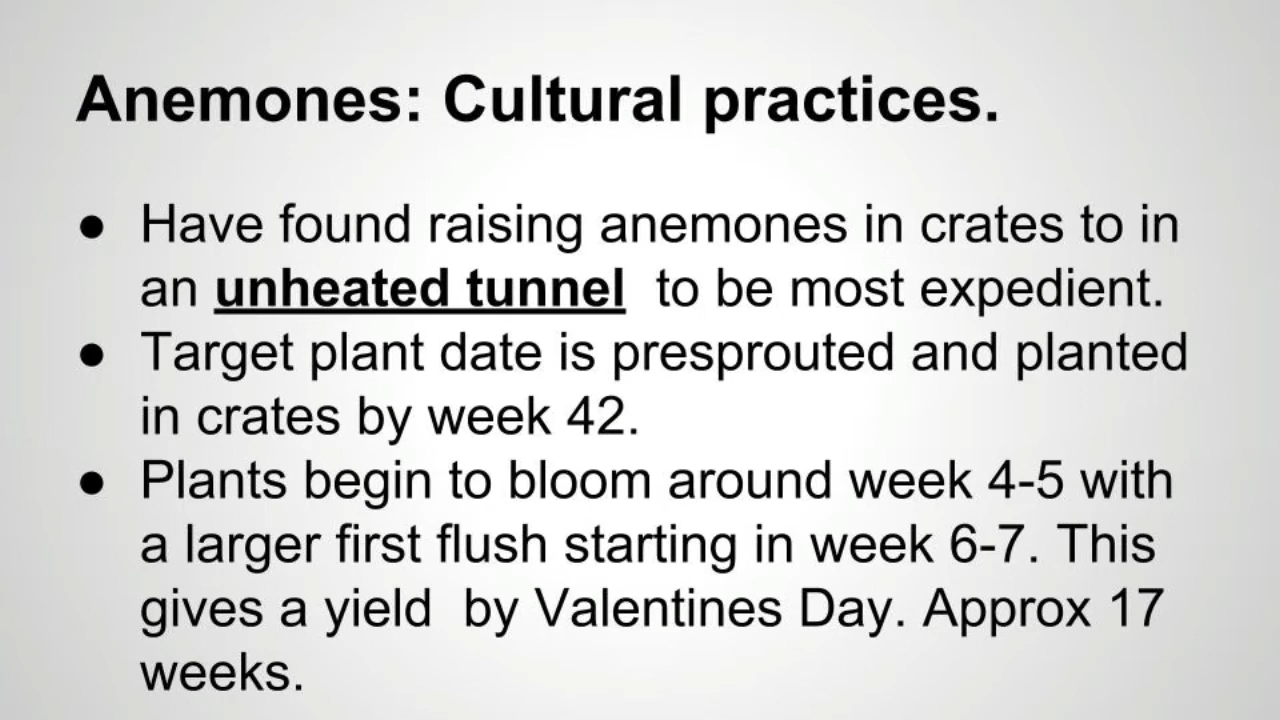 Anemones: Cultural practices.
● Have found raising anemones in crates to in
an unheated tunnel  to be most expedient.
● Target plant date is presprouted and planted
in crates by week 42.
● Plants begin to bloom around week 4-5 with
a larger first flush starting in week 6-7. This
gives a yield  by Valentines Day. Approx 17
weeks.